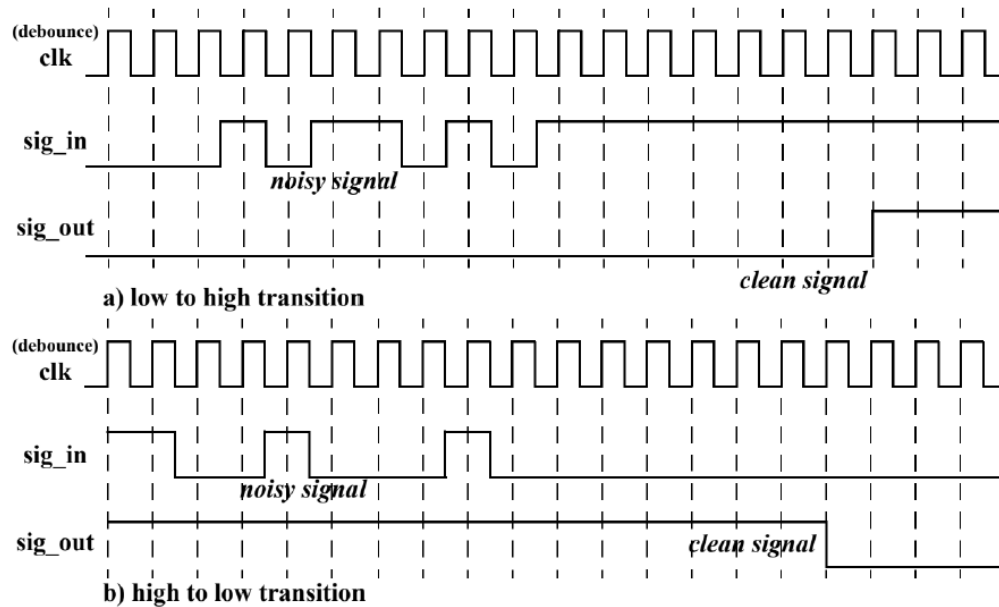 (debounce)
clk
sig_in
noisy signal
sig_out
clean signal
a) low to high transition
(debounce)
clk
sig_in
noisy signal
sig_out
clean signal
b) high to low transition